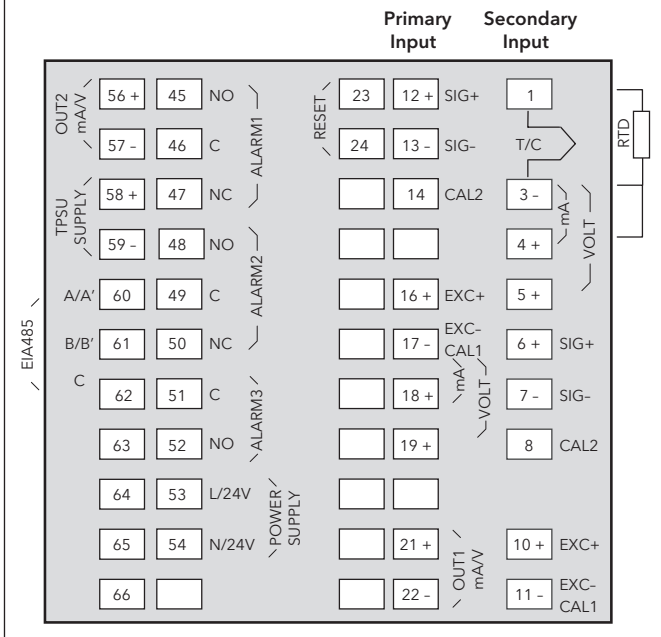 Primary Input
Secondary Input
OUT2 mA/V
56 +
45
NO
57 -
46
C
ALARM1
58 +
47
NC
TPSU SUPPLY
59 -
48
NO
A/A'
60
49
C
ALARM2
EIA485
B/B'
61
50
NC
C
62
51
C
ALARM3
63
52
NO
64
53
L/24V
POWER SUPPLY
65
54
N/24V
66
RESET
23
12 +
SIG+
24
13 -
SIG-
14
CAL2
16 +
EXC+
17 -
EXC-
CAL1
18 +
mA
VOLT
19 +
21 +
OUT1 mA/V
22 -
1
T/C
RTD
3 -
mA
VOLT
4 +
5 +
6 +
SIG+
7 -
SIG-
8
CAL2
10 +
EXC+
11 -
EXC-
CAL1